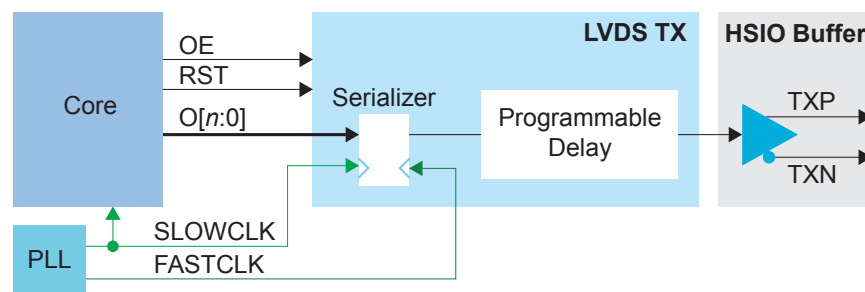 LVDS TX
HSIO Buffer
OE
RST
Core
O[n:0]
Serializer
Programmable
Delay
TXP
TXN
SLOWCLK
PLL
FASTCLK